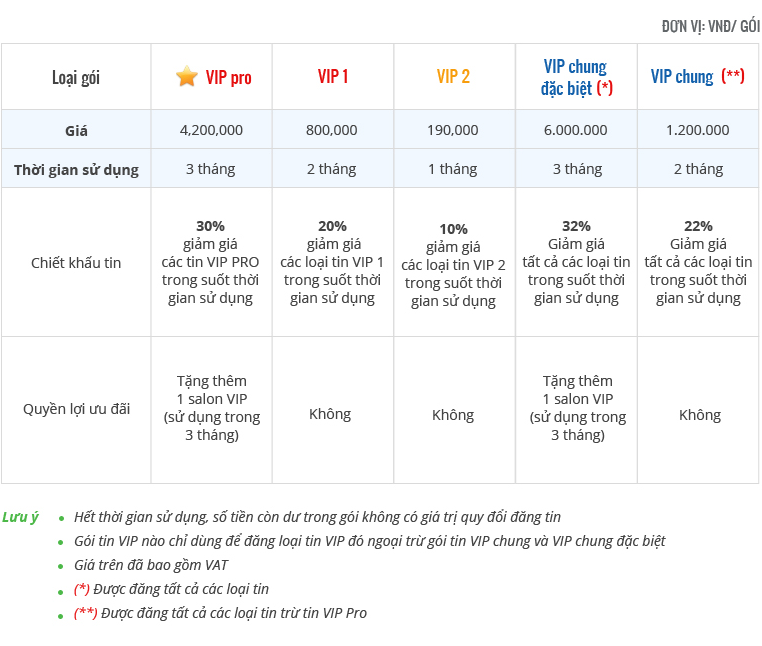 ĐƠN VỊ: VNĐ/ GÓI
Loại gói
VIP pro
VIP 1
VIP 2
VIP chung
đặc biệt (*)
VIP chung (**)
Giá
4,200,000
800,000
190,000
6.000.000
1.200.000
Thời gian sử dụng
3 tháng
2 tháng
1 tháng
3 tháng
2 tháng
Chiết khấu tin
30%
giảm giá
các tin VIP PRO
trong suốt thời
gian sử dụng
20%
giảm giá
các loại tin VIP 1
trong suốt thời
gian sử dụng
10%
giảm giá
các loại tin VIP 2
trong suốt thời
gian sử dụng
32%
Giảm giá
tất cả các loại tin
trong suốt thời
gian sử dụng
22%
Giảm giá
tất cả các loại tin
trong suốt thời
gian sử dụng
Quyền lợi ưu đãi
Tặng thêm
1 salon VIP
(sử dụng trong
3 tháng)
Không
Không
Tặng thêm
1 salon VIP
(sử dụng trong
3 tháng)
Không
Lưu ý
• Hết thời gian sử dụng, số tiền còn dư trong gói không có giá trị quy đổi đăng tin
• Gói tin VIP nào chỉ dùng để đăng loại tin VIP đó ngoại trừ gói tin VIP chung và VIP chung đặc biệt
• Giá trên đã bao gồm VAT
• (*) Được đăng tất cả các loại tin
• (**) Được đăng tất cả các loại tin trừ tin VIP Pro